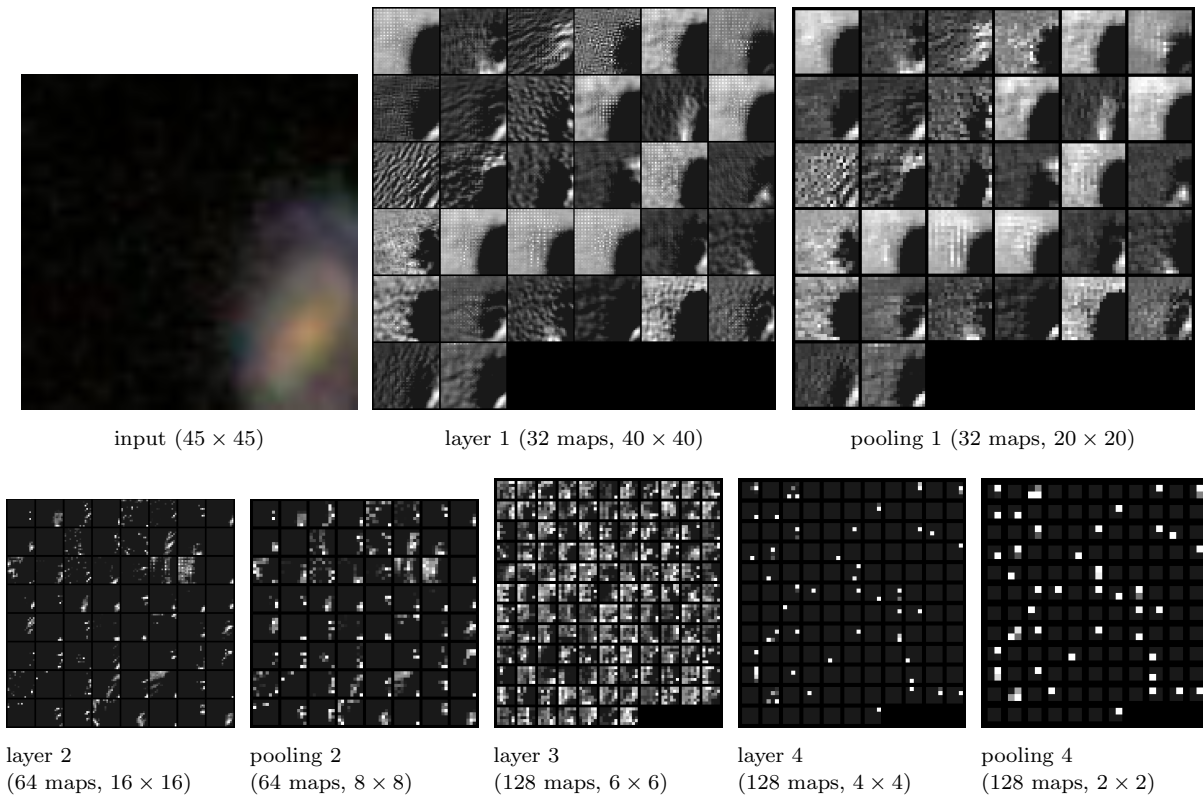 input (45 × 45)
layer 1 (32 maps, 40 × 40)
pooling 1 (32 maps, 20 × 20)
layer 2
(64 maps, 16 × 16)
pooling 2
(64 maps, 8 × 8)
layer 3
(128 maps, 6 × 6)
layer 4
(128 maps, 4 × 4)
pooling 4
(128 maps, 2 × 2)